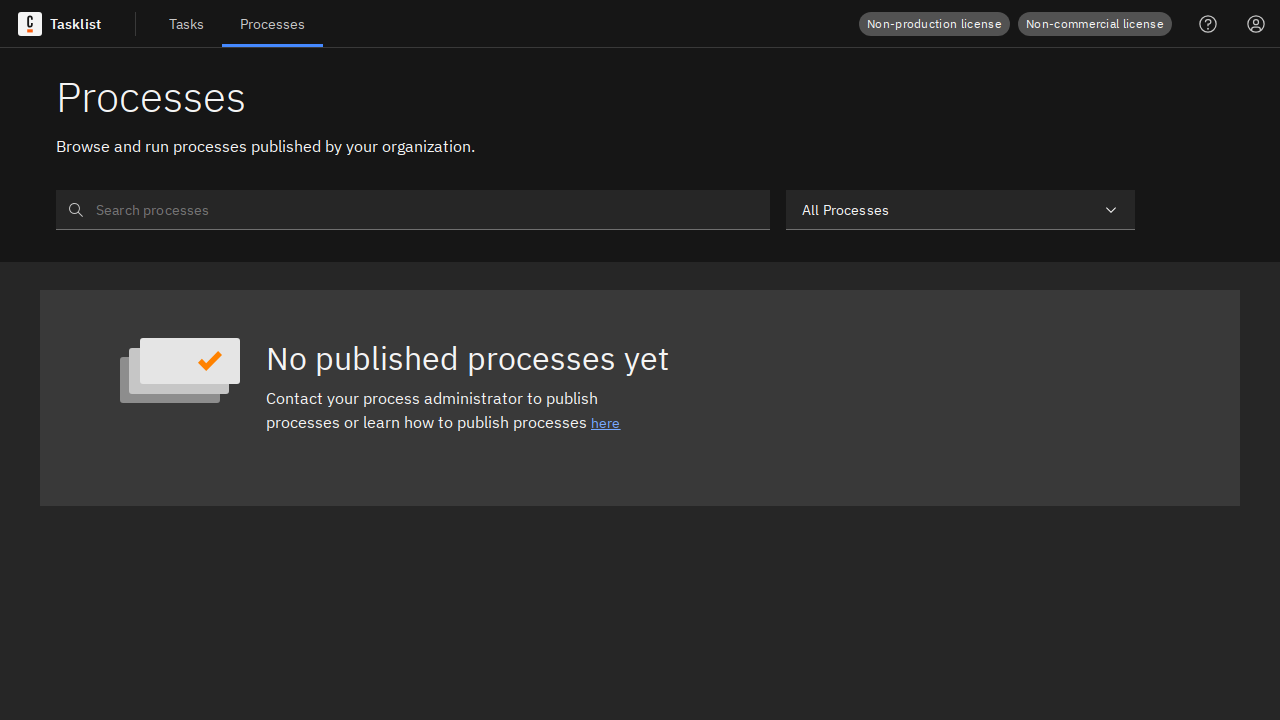 Tasklist
Tasks
Processes
Non-production license
Non-commercial license
Processes
Browse and run processes published by your organization.
Search processes
All Processes
No published processes yet
Contact your process administrator to publish
processes or learn how to publish processes here